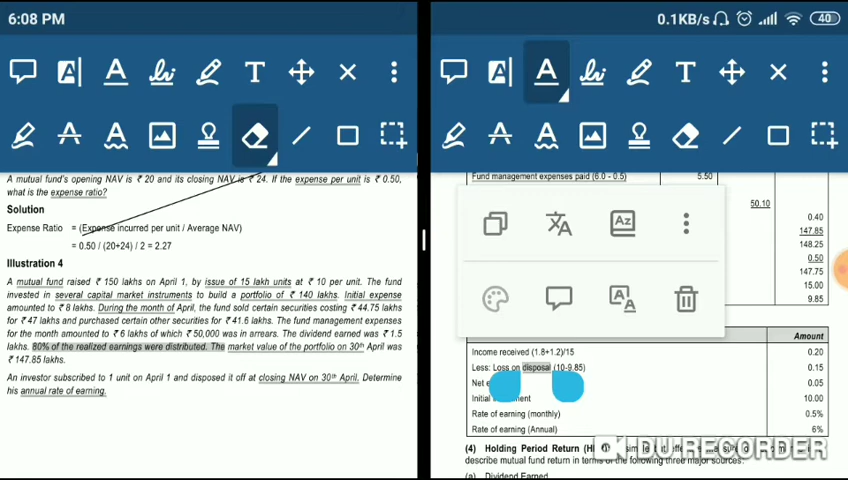 6:08 PM
0.1KB/s
40
A mutual fund's opening NAV is ₹ 20 and its closing NAV is ₹ 24. If the expense per unit is ₹ 0.50,
what is the expense ratio?
Solution
Expense Ratio = (Expense incurred per unit / Average NAV)
= 0.50 / (20+24) / 2 = 2.27
Illustration 4
A mutual fund raised ₹ 150 lakhs on April 1, by issue of 15 lakh units at ₹ 10 per unit. The fund
invested in several capital market instruments to build a portfolio of ₹ 140 lakhs. Initial expense
amounted to ₹ 8 lakhs. During the month of April, the fund sold certain securities costing ₹ 44.75 lakhs
for ₹ 47 lakhs and purchased certain other securities for ₹ 41.6 lakhs. The fund management expenses
for the month amounted to ₹ 6 lakhs of which ₹ 50,000 was in arrears. The dividend earned was ₹ 1.5
lakhs. 80% of the realized earnings were distributed. The market value of the portfolio on 30th April was
₹ 147.85 lakhs.
An investor subscribed to 1 unit on April 1 and disposed it off at closing NAV on 30th April. Determine
his annual rate of earning.
Fund management expenses paid (6.0 - 0.5) 5.50
50.10
0.40
147.85
148.25
0.50
147.75
15.00
9.85
Amount
Income received (1.8+1.2)/15 0.20
Less: Loss on disposal (10-9.85) 0.15
Net 0.05
Initial 10.00
Rate of earning (monthly) 0.5%
Rate of earning (Annual) 6%
(4) Holding Period Return
describe mutual fund return in terms of the following three major sources:
(a) Dividend Earned
DU RECORDER